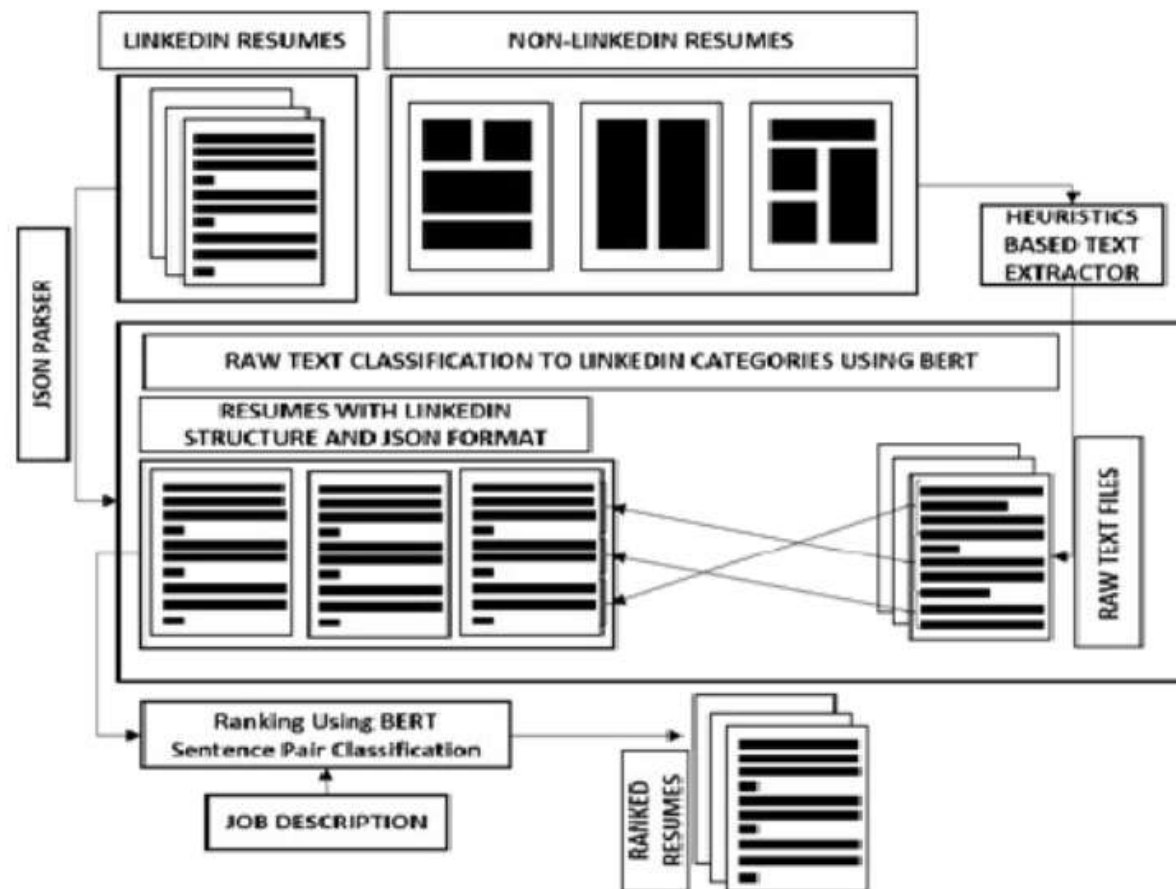 LINKEDIN RESUMES
NON-LINKEDIN RESUMES
HEURISTICS
BASED TEXT
EXTRACTOR
JSON PARSER
RAW TEXT CLASSIFICATION TO LINKEDIN CATEGORIES USING BERT
RESUMES WITH LINKEDIN
STRUCTURE AND JSON FORMAT
RAW TEXT FILES
Ranking Using BERT
Sentence Pair Classification
JOB DESCRIPTION
RANKED
RESUMES